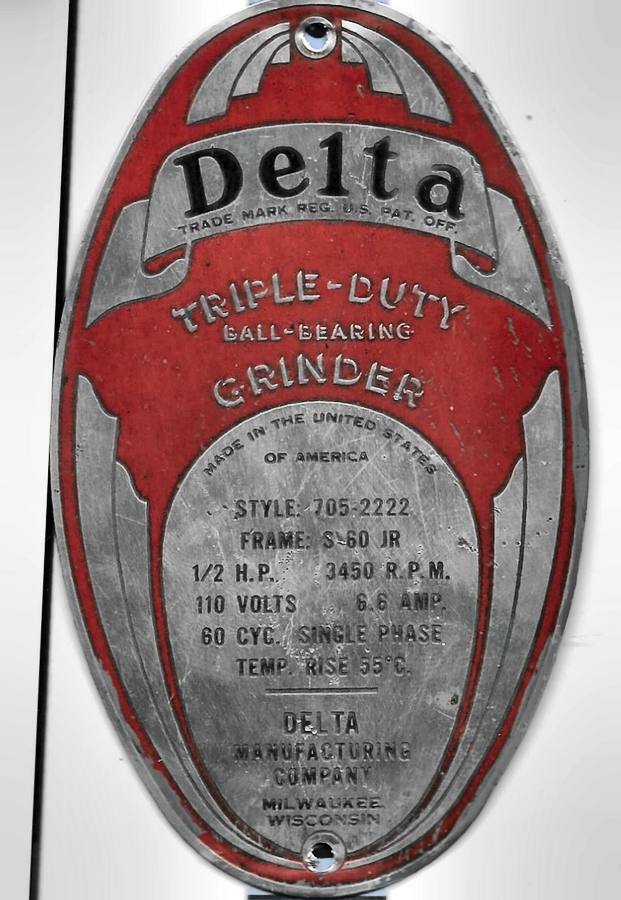 Delta
TRADE MARK REG. U.S. PAT. OFF.
TRIPLE-DUTY
BALL-BEARING
GRINDER
MADE IN THE UNITED STATES
OF AMERICA
STYLE: 705-2222
FRAME: S-60 JR
1/2 H.P. 3450 R.P.M.
110 VOLTS 6.6 AMP.
60 CYC. SINGLE PHASE
TEMP. RISE 55°C.
DELTA
MANUFACTURING
COMPANY
MILWAUKEE
WISCONSIN